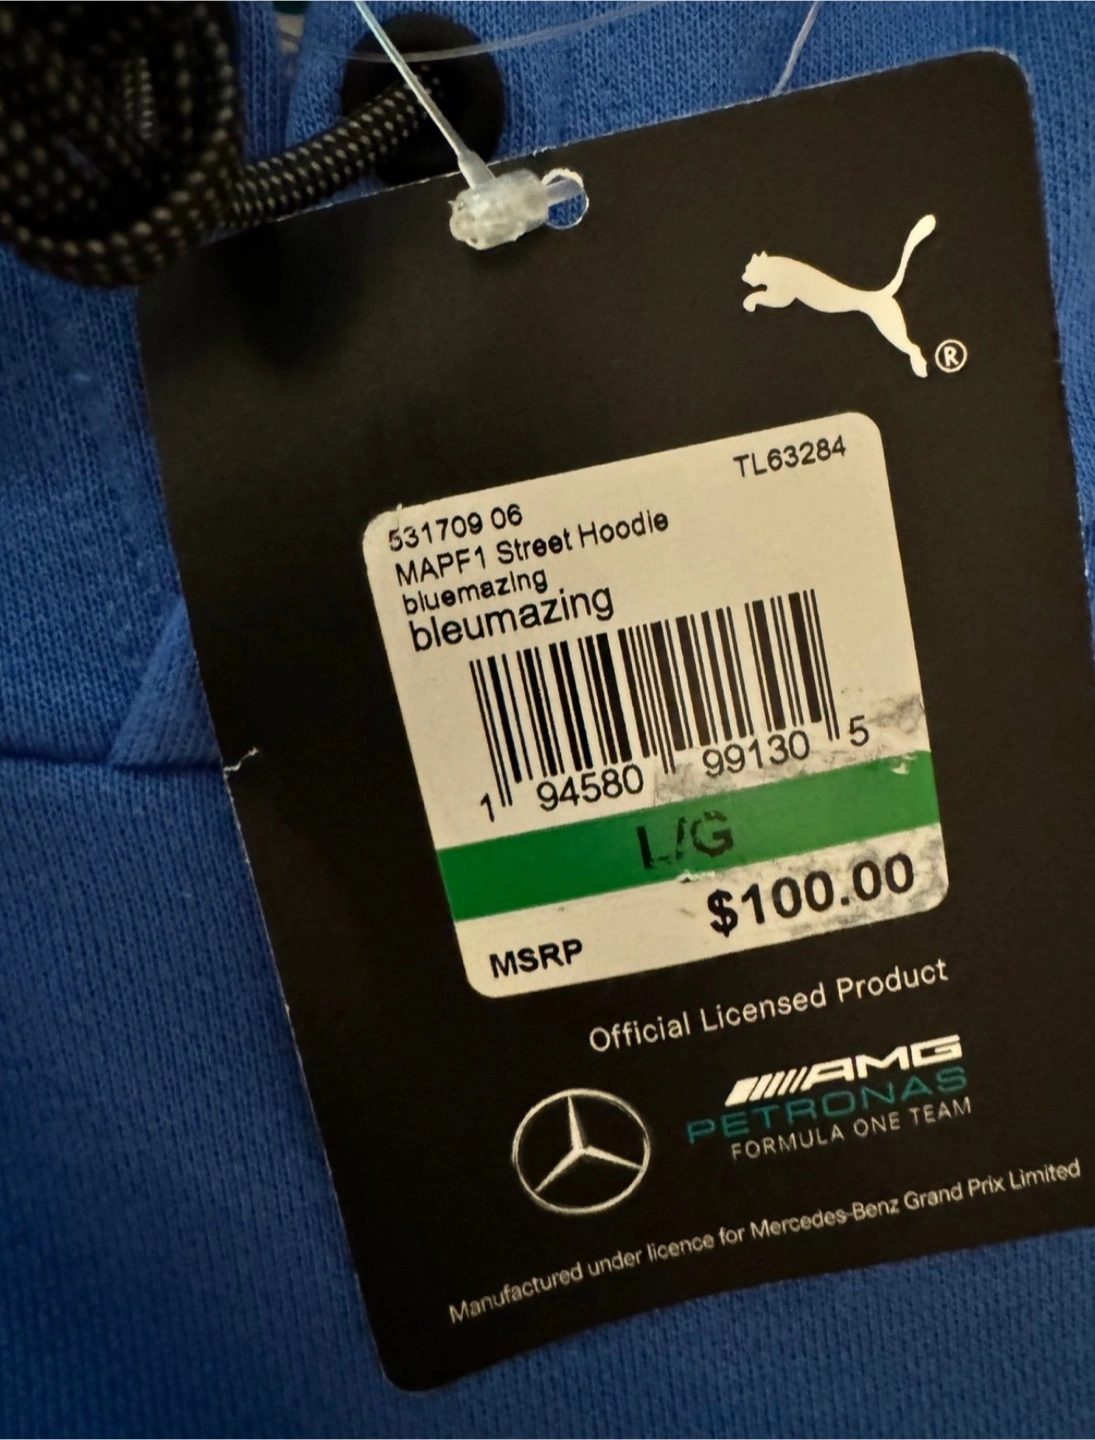 ®
TL63284
531709 06
MAPF1 Street Hoodie
bluemazing
bleumazing
1 94580 99130 5
L/G
$100.00
MSRP
Official Licensed Product
AMG
PETRONAS
FORMULA ONE TEAM
Manufactured under licence for Mercedes-Benz Grand Prix Limited